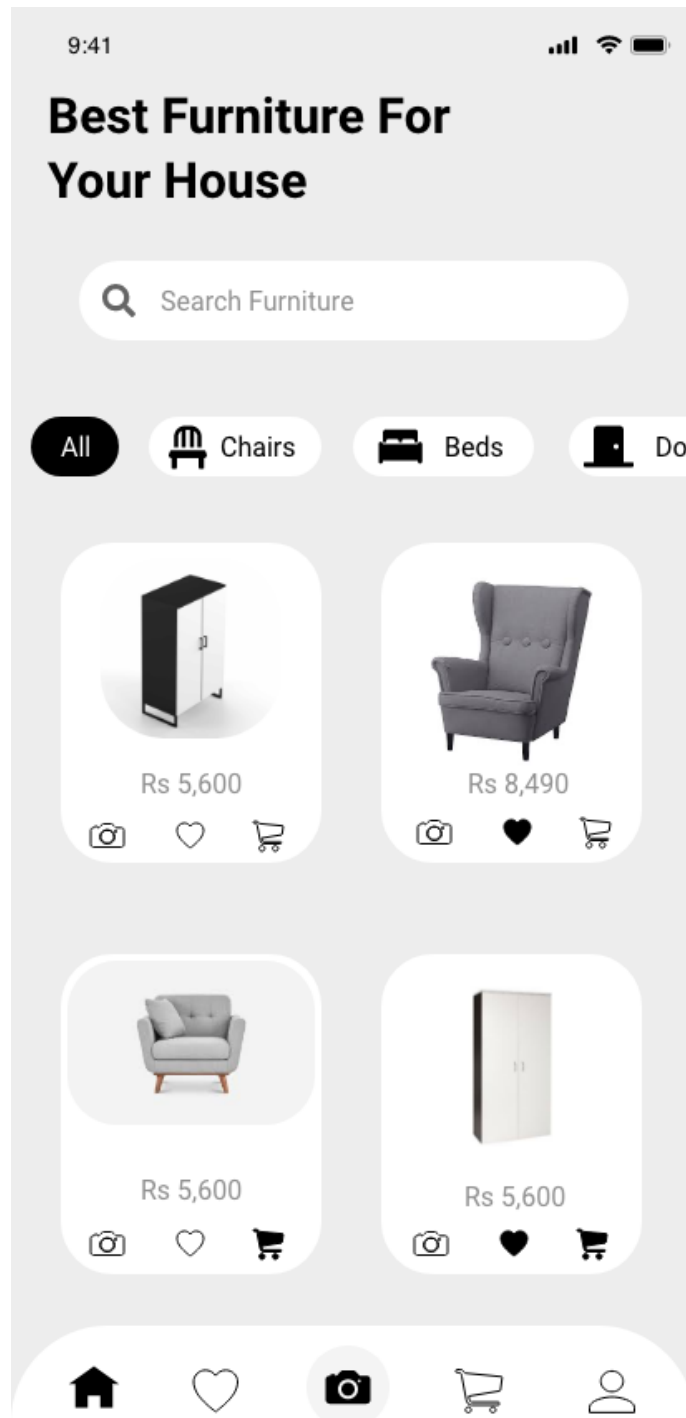 9:41
Best Furniture For
Your House
Search Furniture
All
Chairs
Beds
Do
Rs 5,600
Rs 8,490
Rs 5,600
Rs 5,600